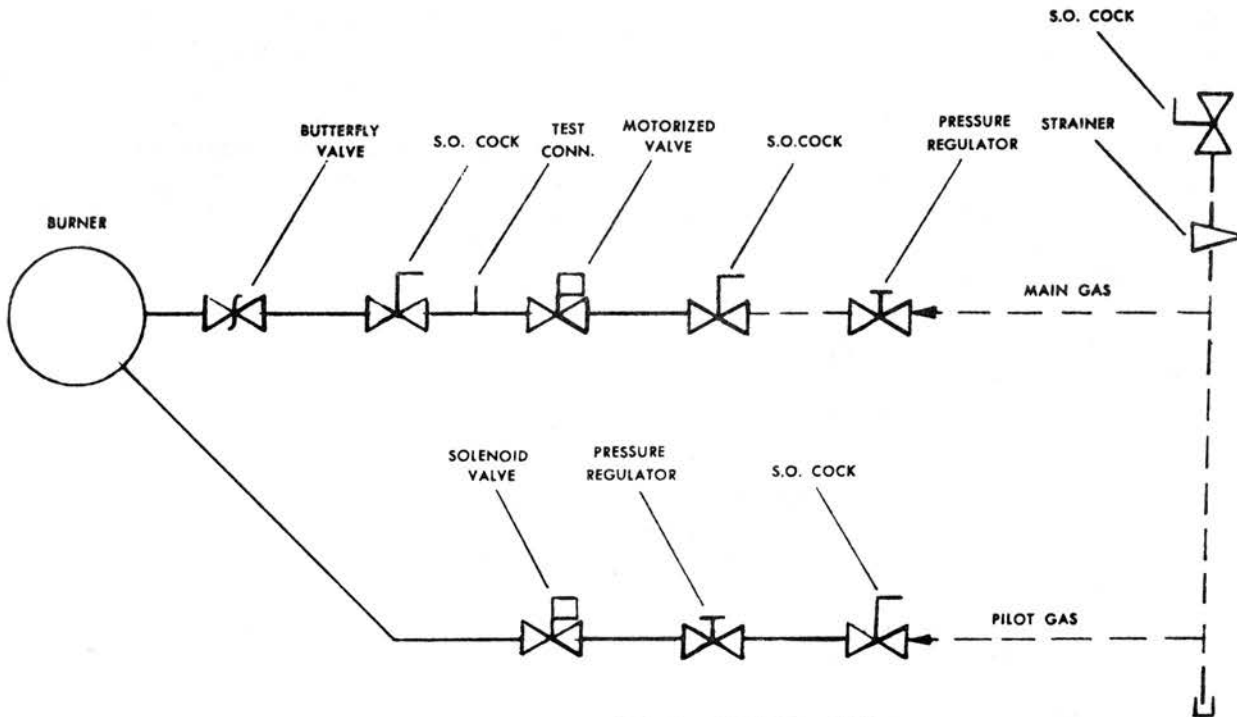 S.O. COCK
BUTTERFLY
VALVE
S.O. COCK
TEST
CONN.
MOTORIZED
VALVE
S.O.COCK
PRESSURE
REGULATOR
STRAINER
BURNER
MAIN GAS
SOLENOID
VALVE
PRESSURE
REGULATOR
S.O. COCK
PILOT GAS